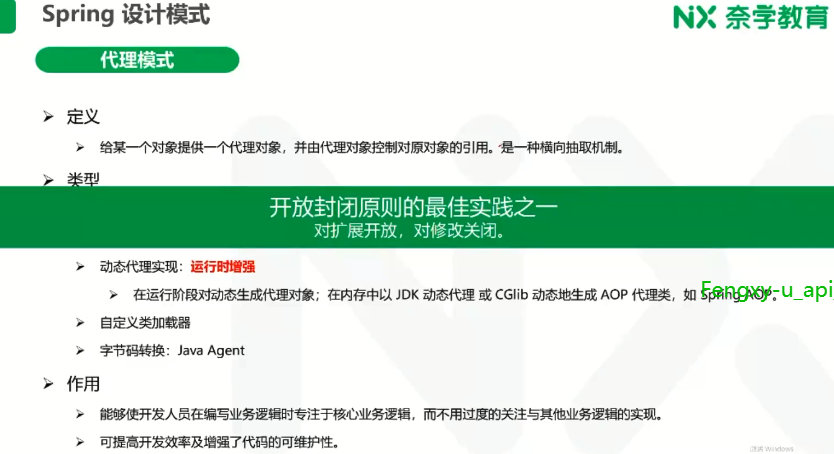 Spring 设计模式
NX 奈学教育
代理模式
定义
给某一个对象提供一个代理对象，并由代理对象控制对原对象的引用。是一种横向抽取机制。
类型
开放封闭原则的最佳实践之一
对扩展开放，对修改关闭。
动态代理实现：运行时增强
在运行阶段对动态生成代理对象；在内存中以 JDK 动态代理 或 CGlib 动态地生成 AOP 代理类，如 Spring AOP。
Fengxy-u_api
自定义类加载器
字节码转换：Java Agent
作用
能够使开发人员在编写业务逻辑时专注于核心业务逻辑，而不用过度的关注与其他业务逻辑的实现。
可提高开发效率及增强了代码的可维护性。
激活 Windows